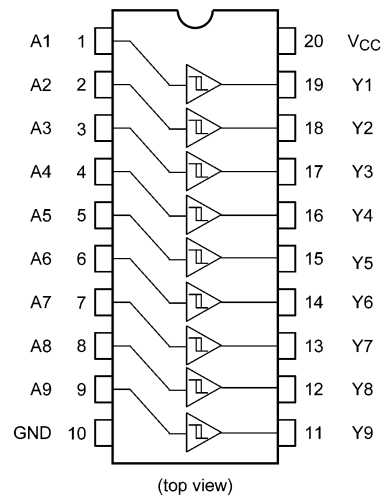 A1 1 20 VCC
A2 2 19 Y1
A3 3 18 Y2
A4 4 17 Y3
A5 5 16 Y4
A6 6 15 Y5
A7 7 14 Y6
A8 8 13 Y7
A9 9 12 Y8
GND 10 11 Y9
(top view)